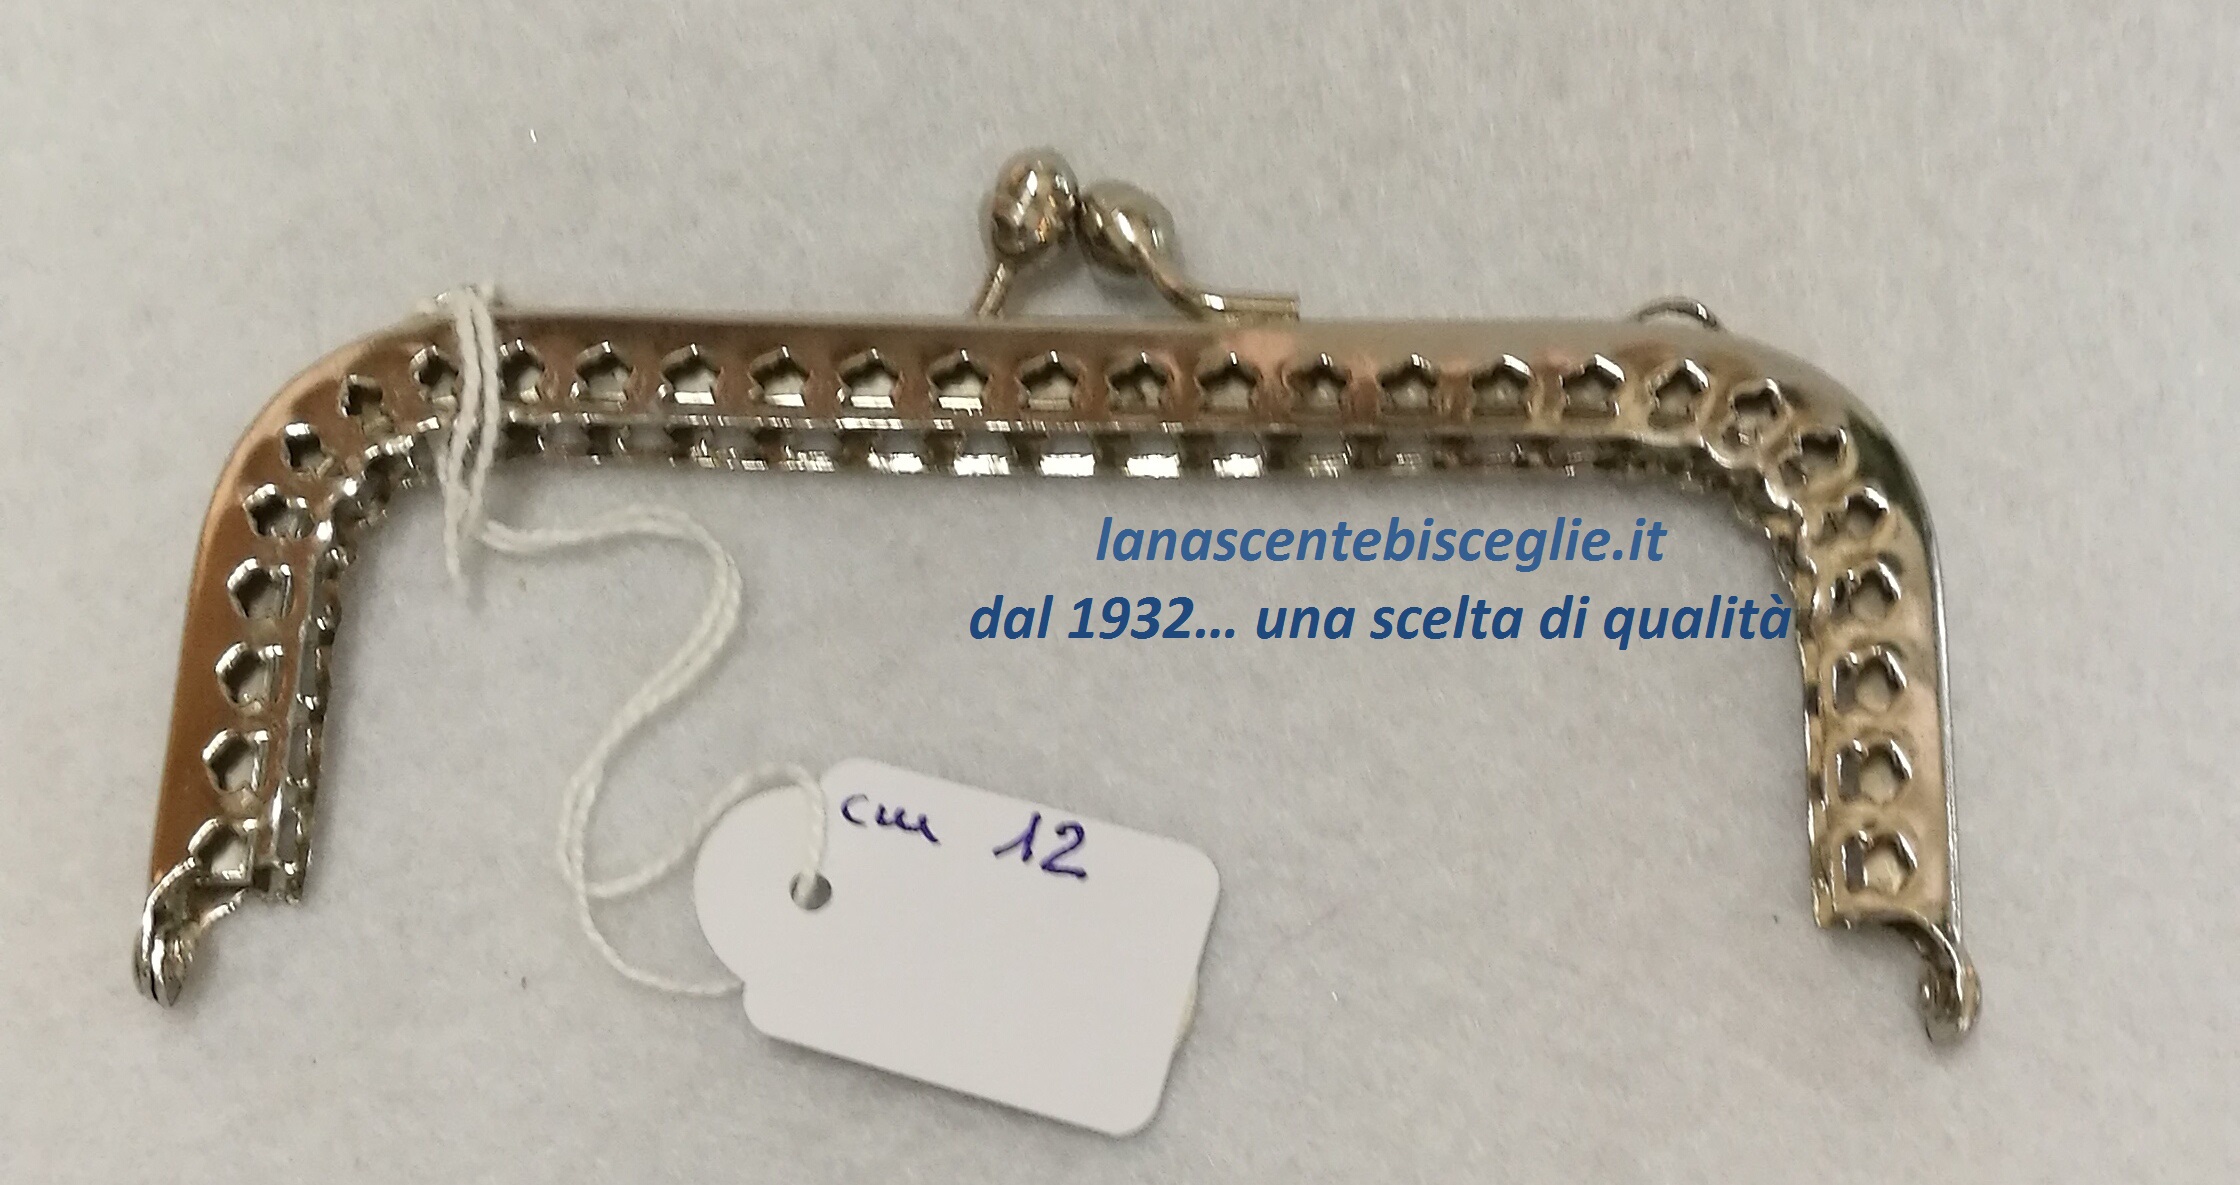 lanascentebisceglie.it
dal 1932... una scelta di qualità
cm 12